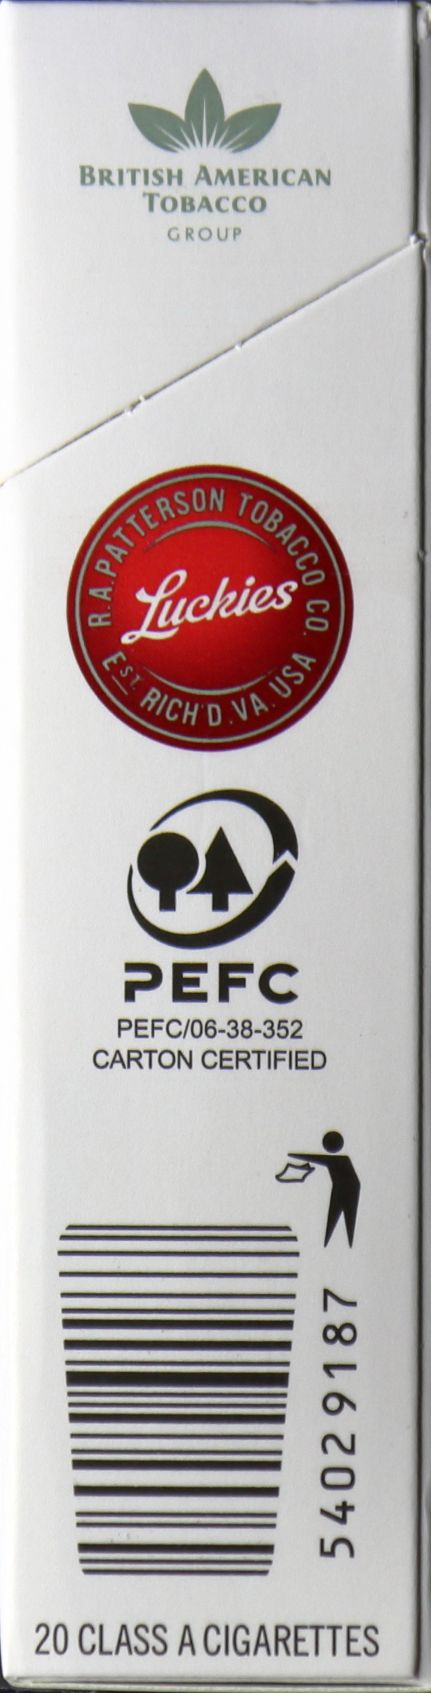 BRITISH AMERICAN
TOBACCO
GROUP
R.A.PATTERSON TOBACCO CO.
Luckies
EST. RICH'D.VA.USA
PEFC
PEFC/06-38-352
CARTON CERTIFIED
54029187
20 CLASS A CIGARETTES